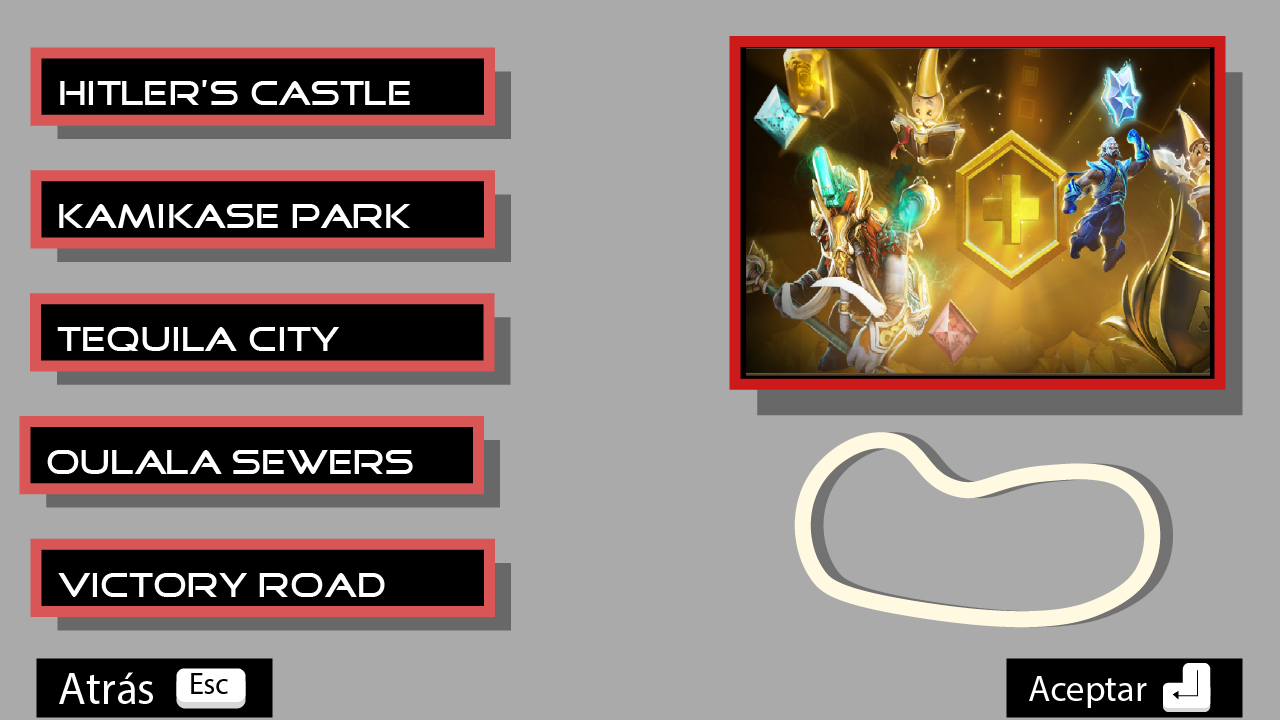 HITLER'S CASTLE
KAMIKASE PARK
TEQUILA CITY
OULALA SEWERS
VICTORY ROAD
Atrás Esc
Aceptar